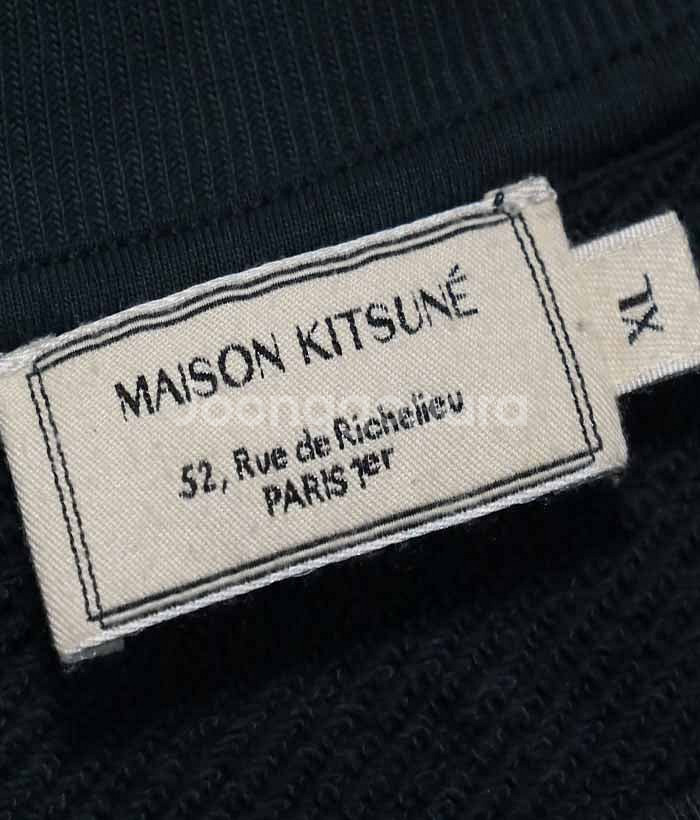 MAISON KITSUNÉ
52, Rue de Richelieu
PARIS 1er
XL